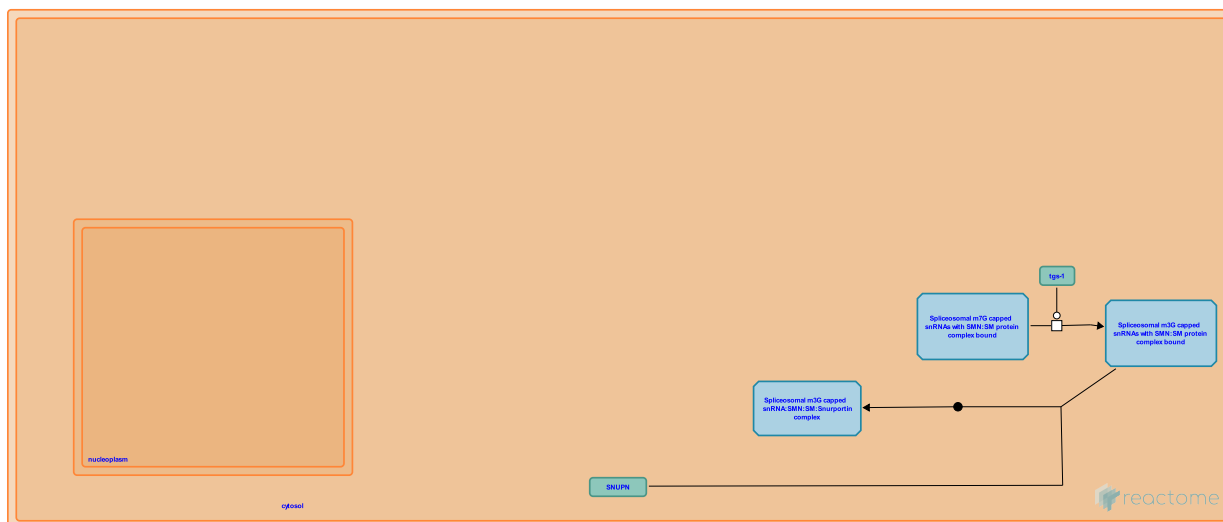 tgs-1
Spliceosomal m7G capped
snRNAs with SMN:SM protein
complex bound
Spliceosomal m3G capped
snRNAs with SMN:SM protein
complex bound
Spliceosomal m3G capped
snRNA:SMN:SM:Snurportin
complex
nucleoplasm
SNUPN
cytosol
reactome